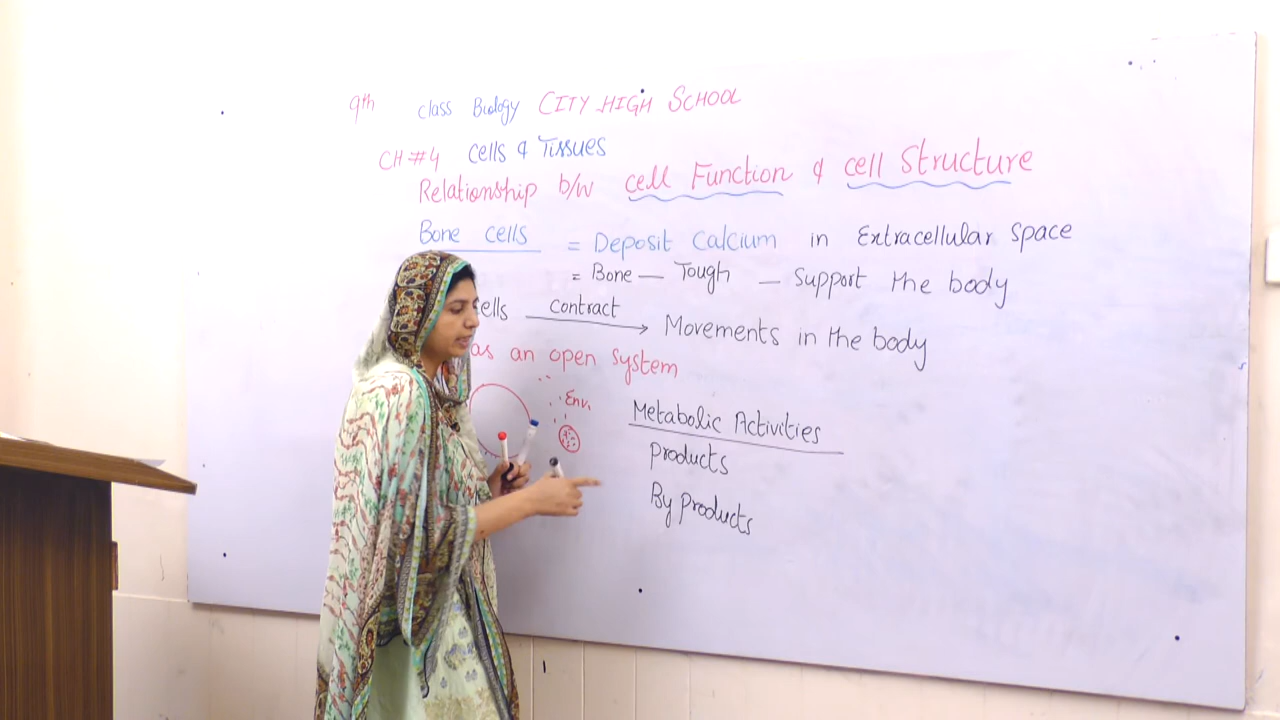 9th class Biology CITY HIGH SCHOOL
CH#4 Cells & Tissues
Relationship b/w cell Function & cell Structure
Bone cells = Deposit Calcium in Extracellular space
= Bone — Tough — Support the body
ells contract → Movements in the body
as an open system
Env.
Metabolic Activities
Products
By products